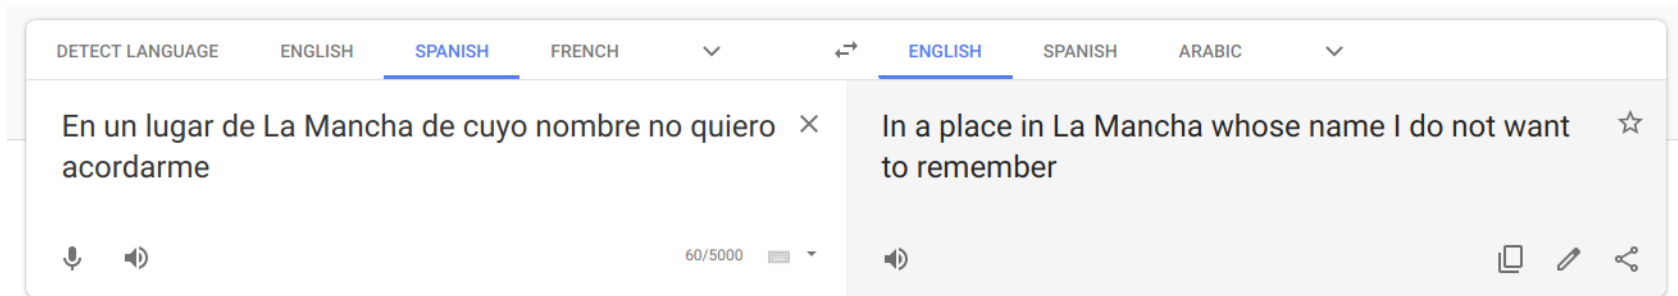 DETECT LANGUAGE ENGLISH SPANISH FRENCH ENGLISH SPANISH ARABIC
En un lugar de La Mancha de cuyo nombre no quiero
acordarme
In a place in La Mancha whose name I do not want
to remember
60/5000